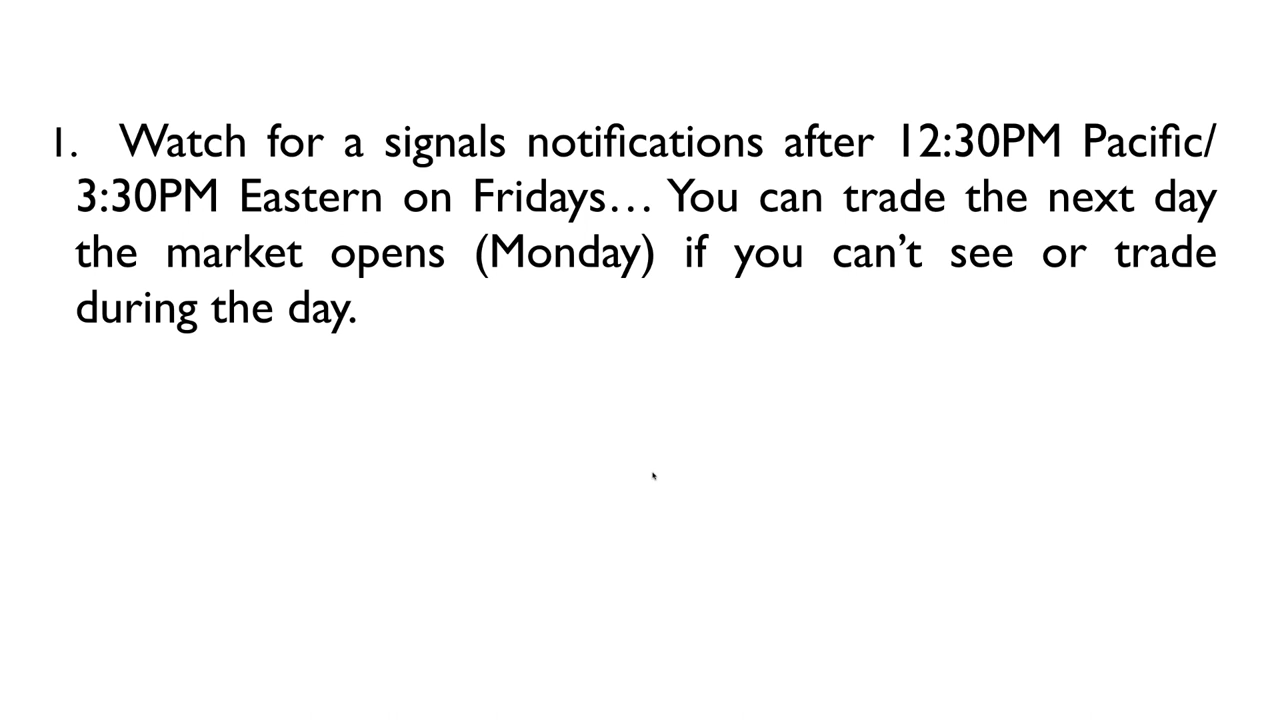 1. Watch for a signals notifications after 12:30PM Pacific/
3:30PM Eastern on Fridays… You can trade the next day
the market opens (Monday) if you can’t see or trade
during the day.